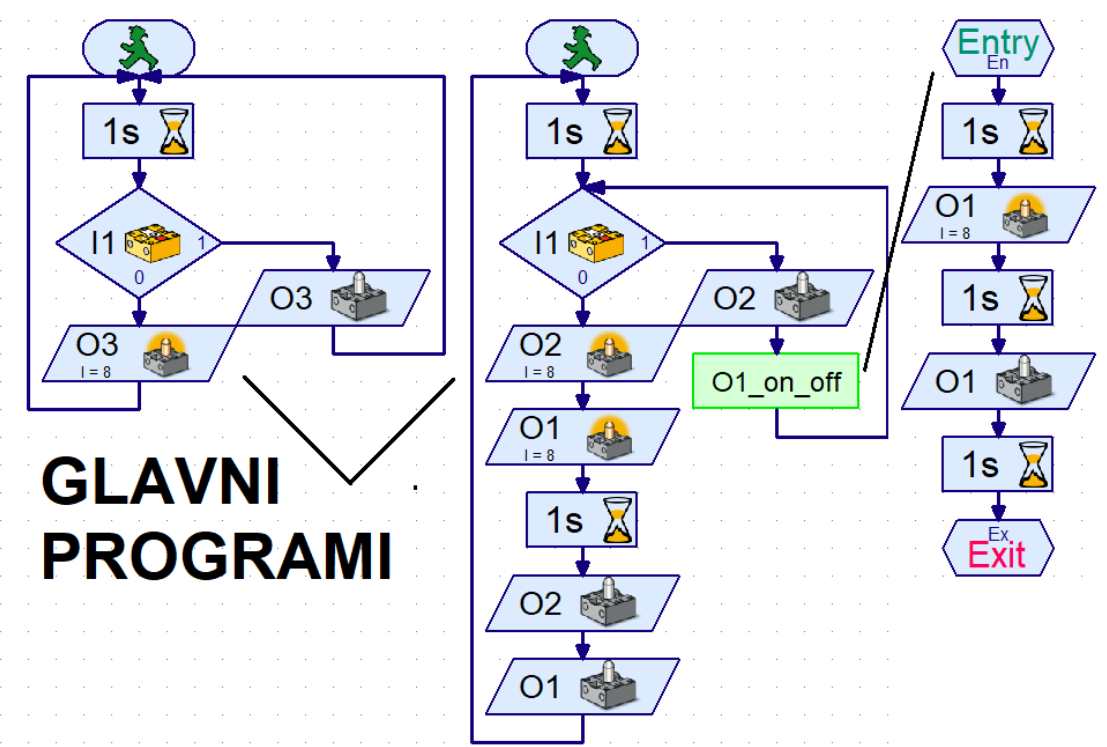 1s
I1
1
0
O3
O3
I = 8
GLAVNI
PROGRAMI
1s
I1
1
0
O2
O2
I = 8
O1_on_off
O1
I = 8
1s
O2
O1
Entry
En
1s
O1
I = 8
1s
O1
1s
Ex
Exit